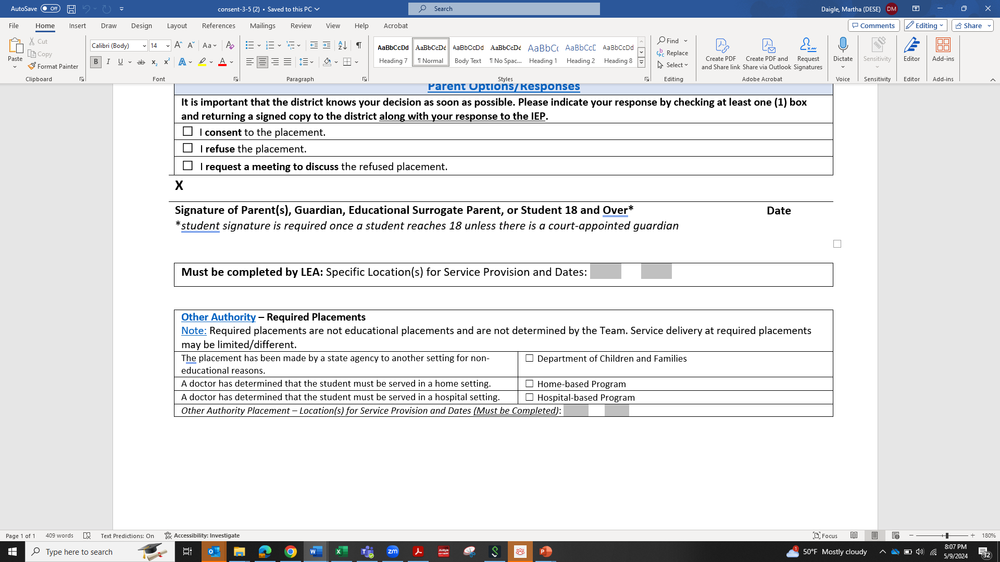 AutoSave Off consent-3-5 (2) • Saved to this PC Search Daigle, Martha (DESE) DM
File Home Insert Draw Design Layout References Mailings Review View Help Acrobat Comments Editing Share
Paste Cut Copy Format Painter
Calibri (Body) 14
AaBbCcDd AaBbCcDd AaBbCcDd AaBbCcDd AaBbCc AaBbCcD AaBbCcDd
Heading 7 ¶ Normal Body Text ¶ No Spac... Heading 1 Heading 2 Heading 8
Find Replace Select
Create PDF and Share link
Create PDF and Share via Outlook
Request Signatures
Dictate Sensitivity Editor Add-ins
Clipboard Font Paragraph Styles Editing Adobe Acrobat Voice Sensitivity Editor Add-ins
Parent Options/Responses
It is important that the district knows your decision as soon as possible. Please indicate your response by checking at least one (1) box
and returning a signed copy to the district along with your response to the IEP.
☐ I consent to the placement.
☐ I refuse the placement.
☐ I request a meeting to discuss the refused placement.
X
Signature of Parent(s), Guardian, Educational Surrogate Parent, or Student 18 and Over* Date
*student signature is required once a student reaches 18 unless there is a court-appointed guardian
Must be completed by LEA: Specific Location(s) for Service Provision and Dates:
Other Authority – Required Placements
Note: Required placements are not educational placements and are not determined by the Team. Service delivery at required placements
may be limited/different.
The placement has been made by a state agency to another setting for non-
educational reasons.
☐ Department of Children and Families
A doctor has determined that the student must be served in a home setting. ☐ Home-based Program
A doctor has determined that the student must be served in a hospital setting. ☐ Hospital-based Program
Other Authority Placement – Location(s) for Service Provision and Dates (Must be Completed):
Page 1 of 1 409 words Text Predictions: On Accessibility: Investigate Focus 180%
Type here to search 50°F Mostly cloudy 8:07 PM
5/9/2024 32